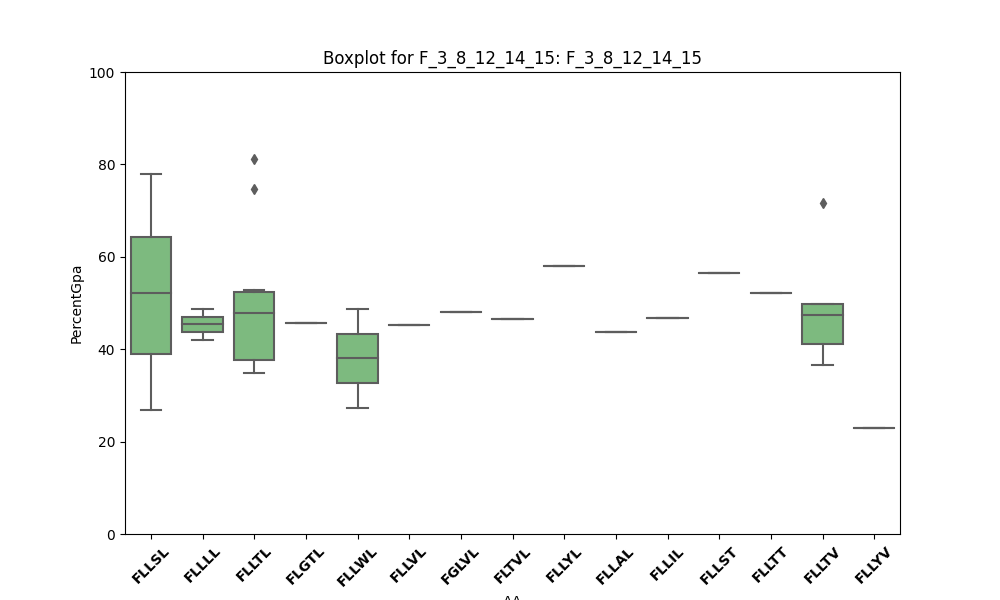 Boxplot for F_3_8_12_14_15: F_3_8_12_14_15
100
80
60
40
20
0
PercentGpa
FLLSL
FLLLL
FLLTL
FLGTL
FLLWL
FLLVL
FGLVL
FLTVL
FLLYL
FLLAL
FLLIL
FLLST
FLLTT
FLLTV
FLLYV
AA